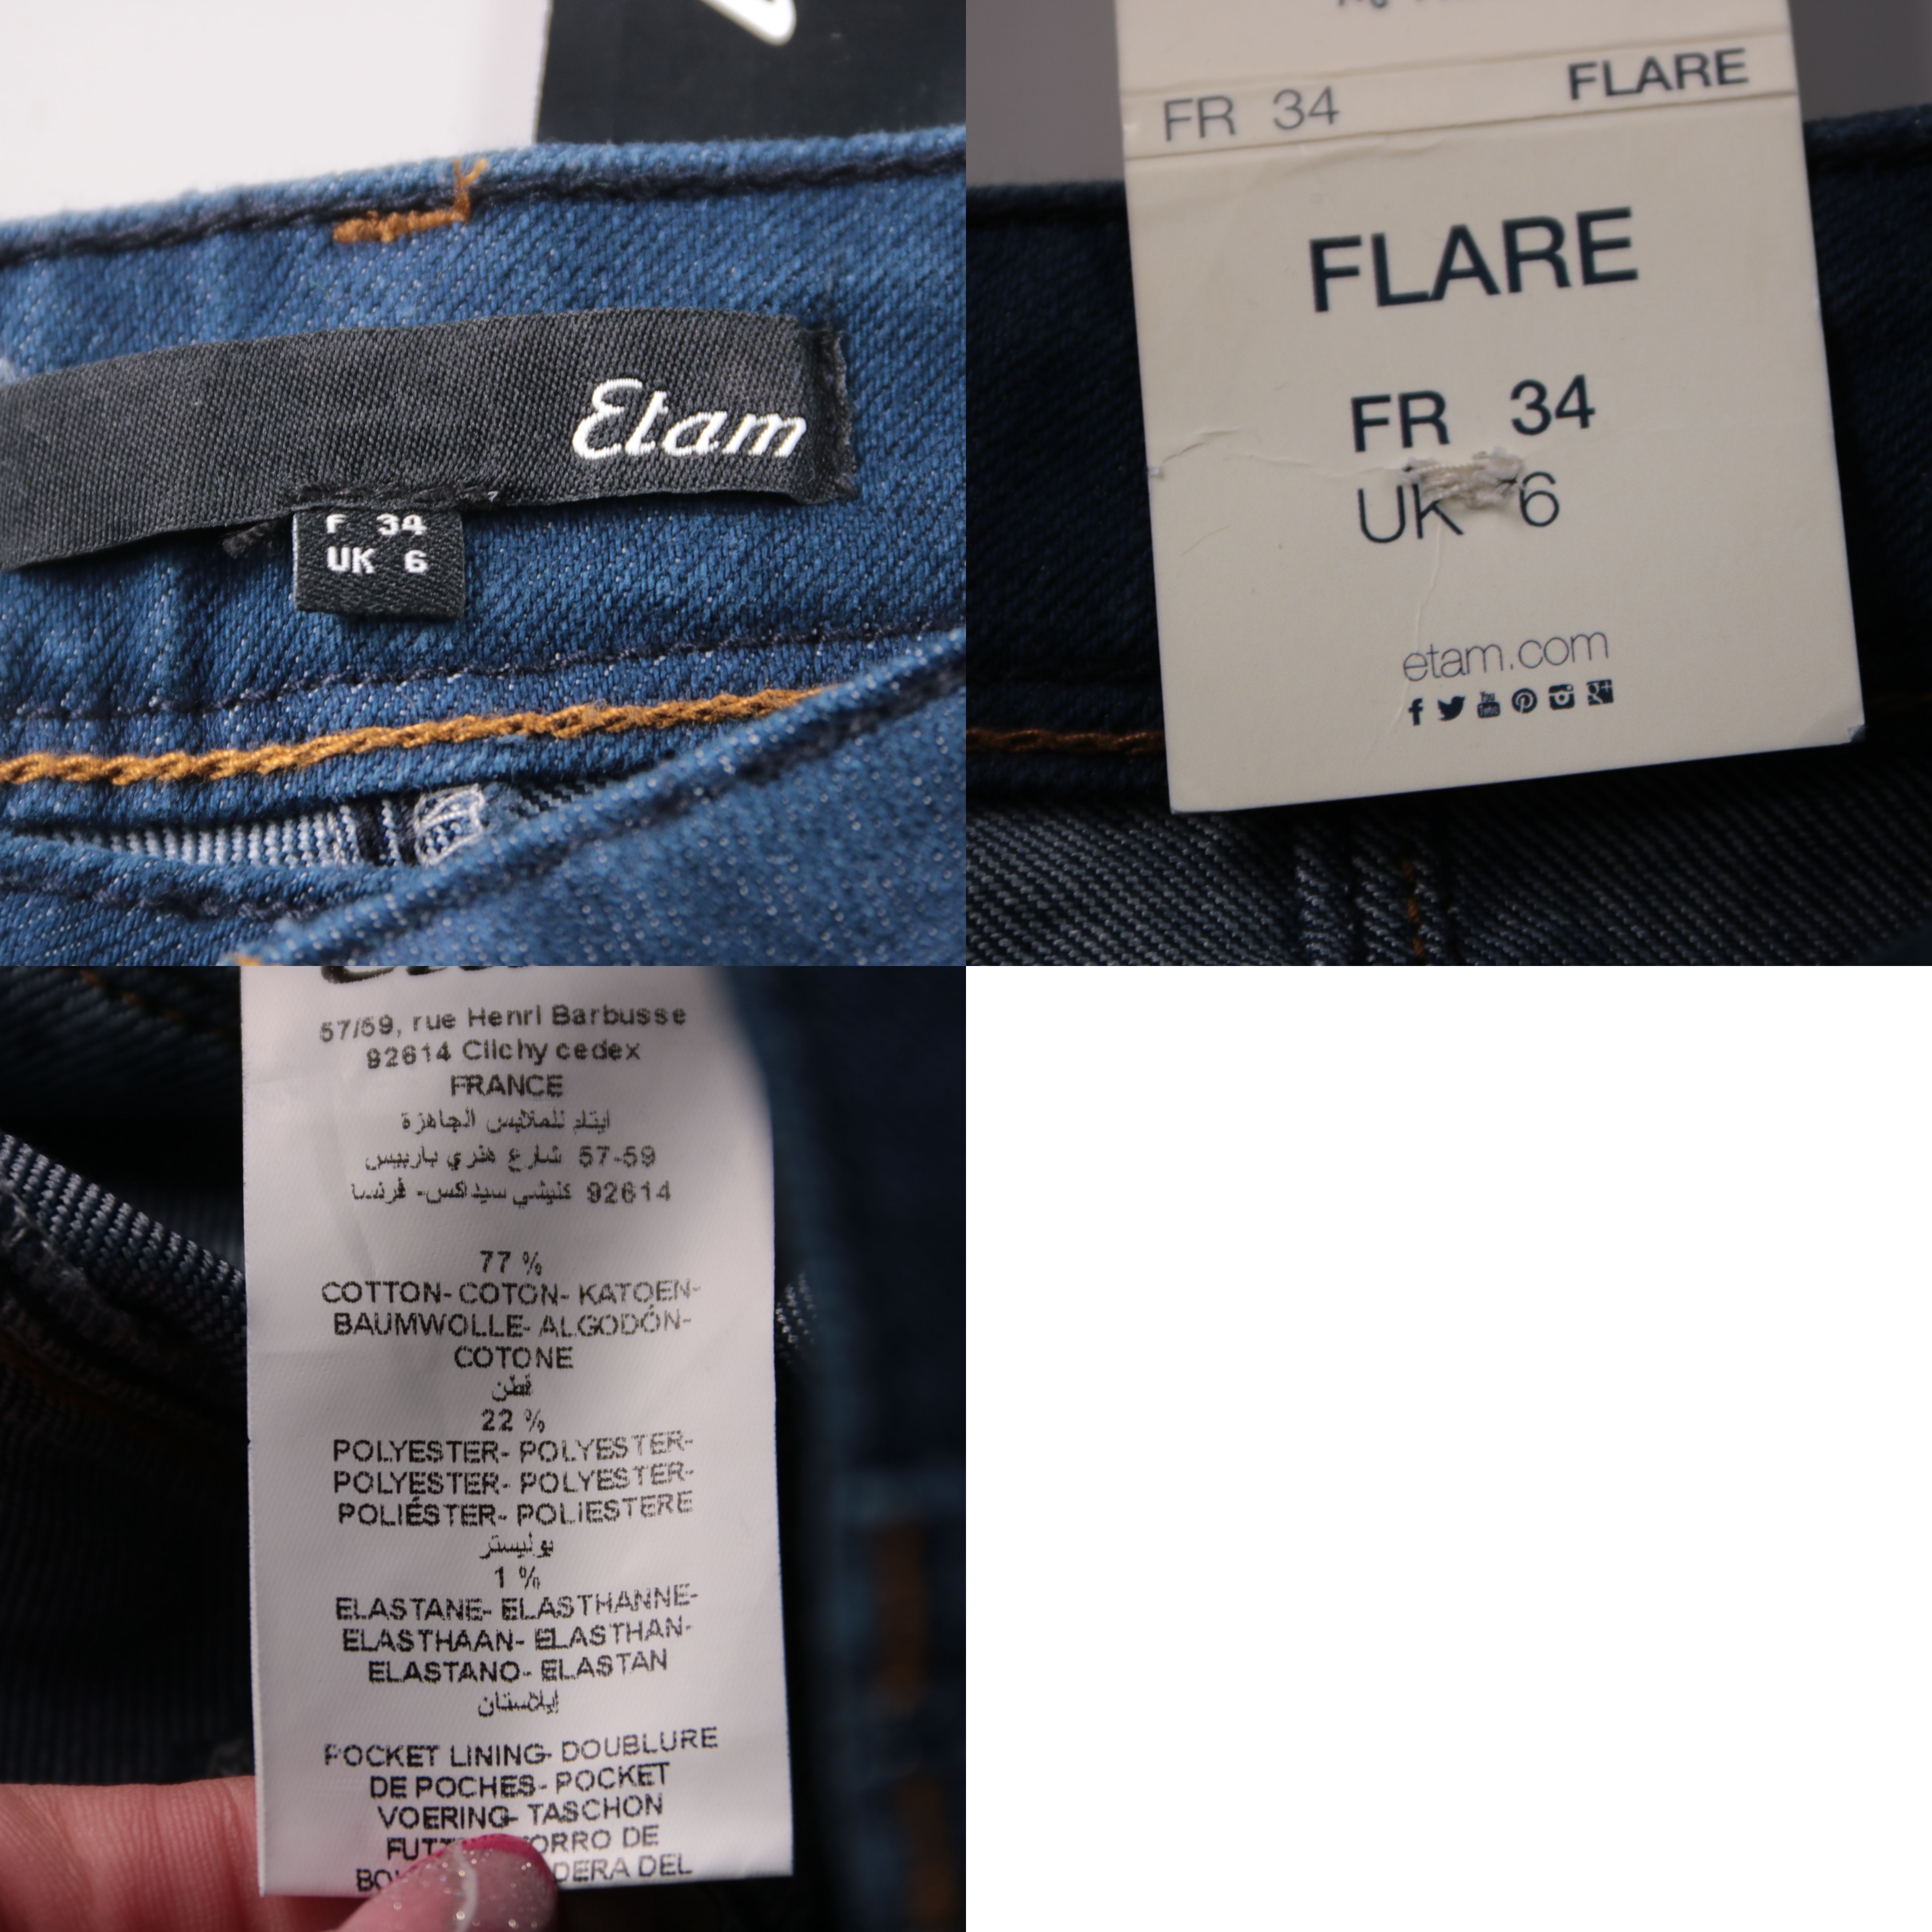 Etam
F 34
UK 6
FR 34 FLARE
FLARE
FR 34
UK 6
etam.com
57/59, rue Henri Barbusse
92614 Clichy cedex
FRANCE
ايتام للملابس الجاهزة
57-59 شارع هنري باربيس
92614 كليشي سيداكس- فرنسا
77 %
COTTON- COTON- KATOEN-
BAUMWOLLE- ALGODÓN-
COTONE
قطن
22 %
POLYESTER- POLYESTER-
POLYESTER- POLYESTER-
POLIÉSTER- POLIESTERE
بوليستر
1 %
ELASTANE- ELASTHANNE-
ELASTHAAN- ELASTHAN-
ELASTANO- ELASTAN
إيلاستان
POCKET LINING- DOUBLURE
DE POCHES- POCKET
VOERING- TASCHON
DE
DEL